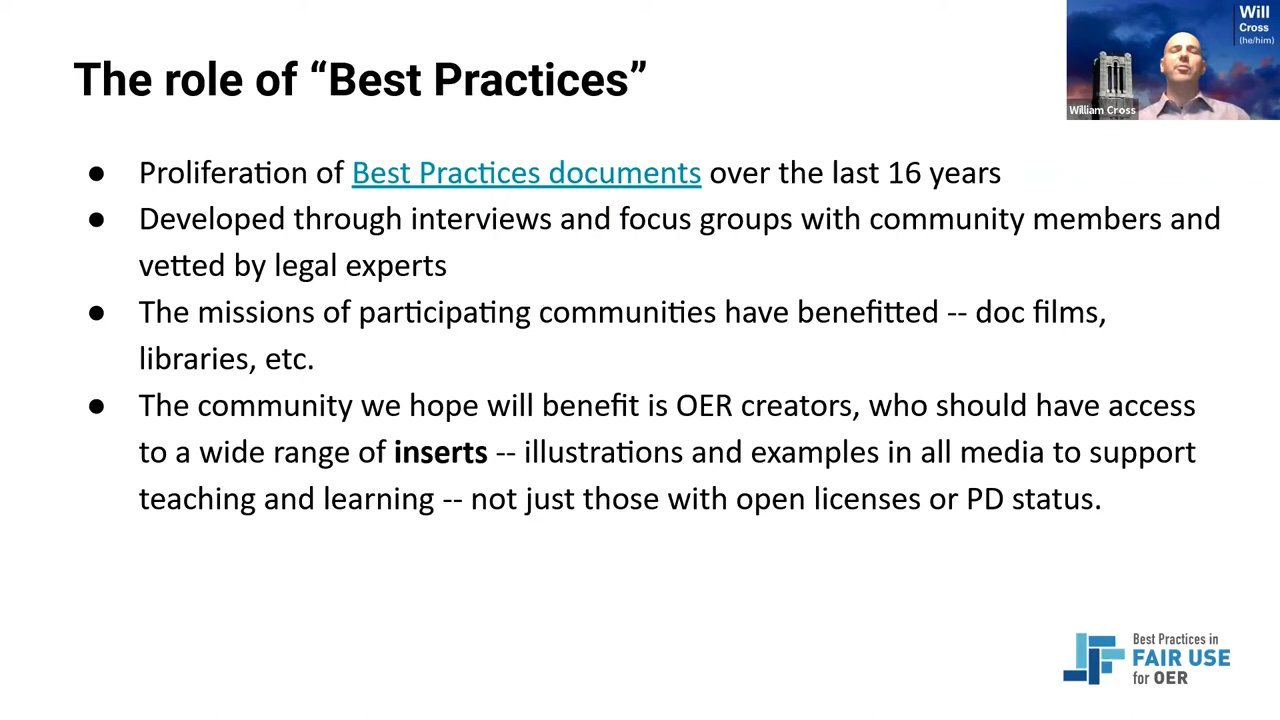 The role of “Best Practices”
Will
Cross
(he/him)
William Cross
● Proliferation of Best Practices documents over the last 16 years
● Developed through interviews and focus groups with community members and
vetted by legal experts
● The missions of participating communities have benefitted -- doc films,
libraries, etc.
● The community we hope will benefit is OER creators, who should have access
to a wide range of inserts -- illustrations and examples in all media to support
teaching and learning -- not just those with open licenses or PD status.
Best Practices in
FAIR USE
for OER